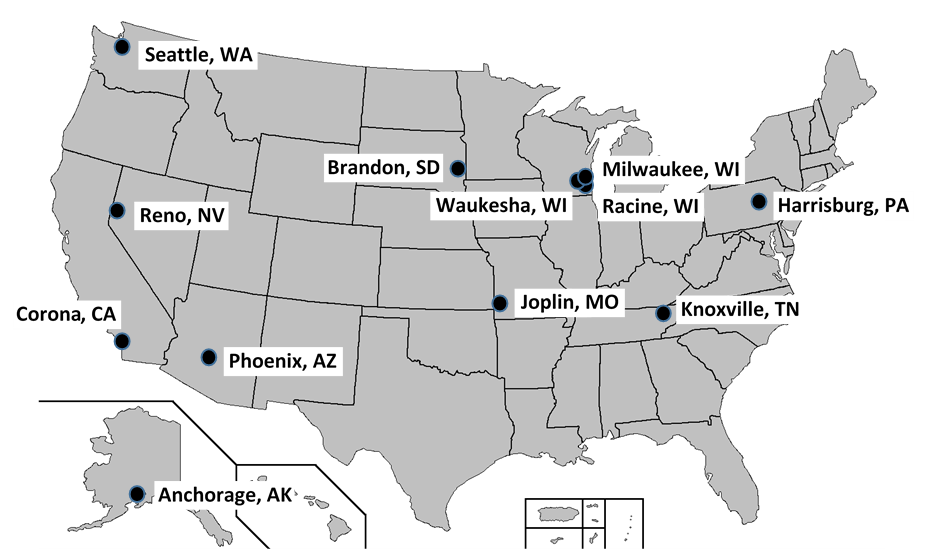 Seattle, WA
Brandon, SD
Milwaukee, WI
Waukesha, WI
Racine, WI
Harrisburg, PA
Reno, NV
Joplin, MO
Knoxville, TN
Corona, CA
Phoenix, AZ
Anchorage, AK